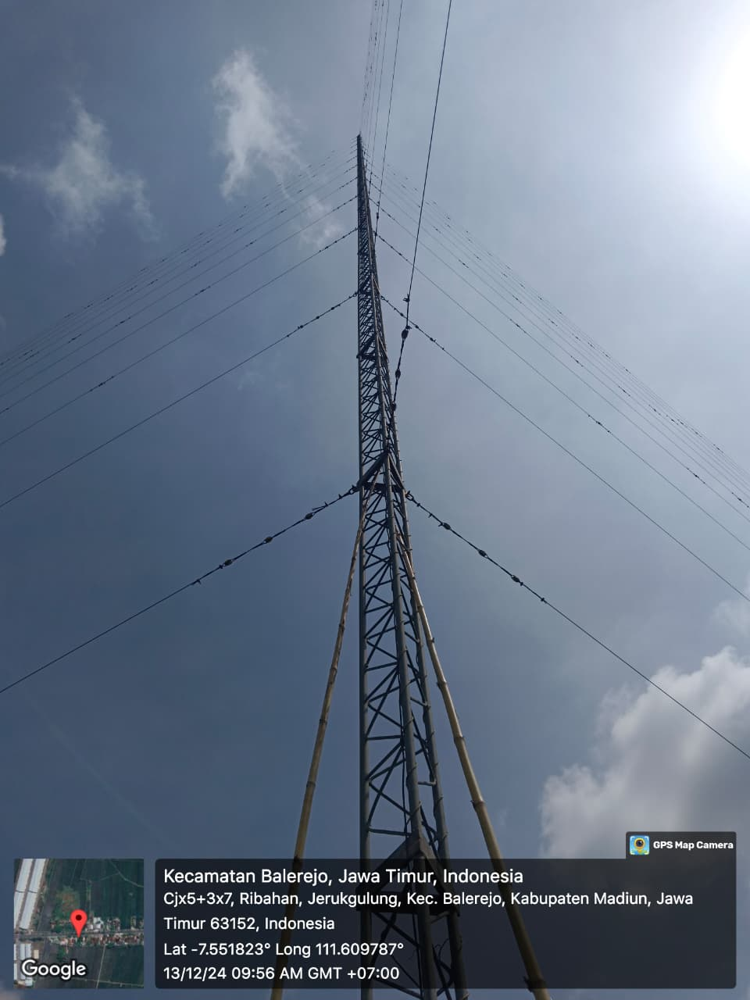 GPS Map Camera
Kecamatan Balerejo, Jawa Timur, Indonesia
Cjx5+3x7, Ribahan, Jerukgulung, Kec. Balerejo, Kabupaten Madiun, Jawa
Timur 63152, Indonesia
Lat -7.551823° Long 111.609787°
13/12/24 09:56 AM GMT +07:00
Google